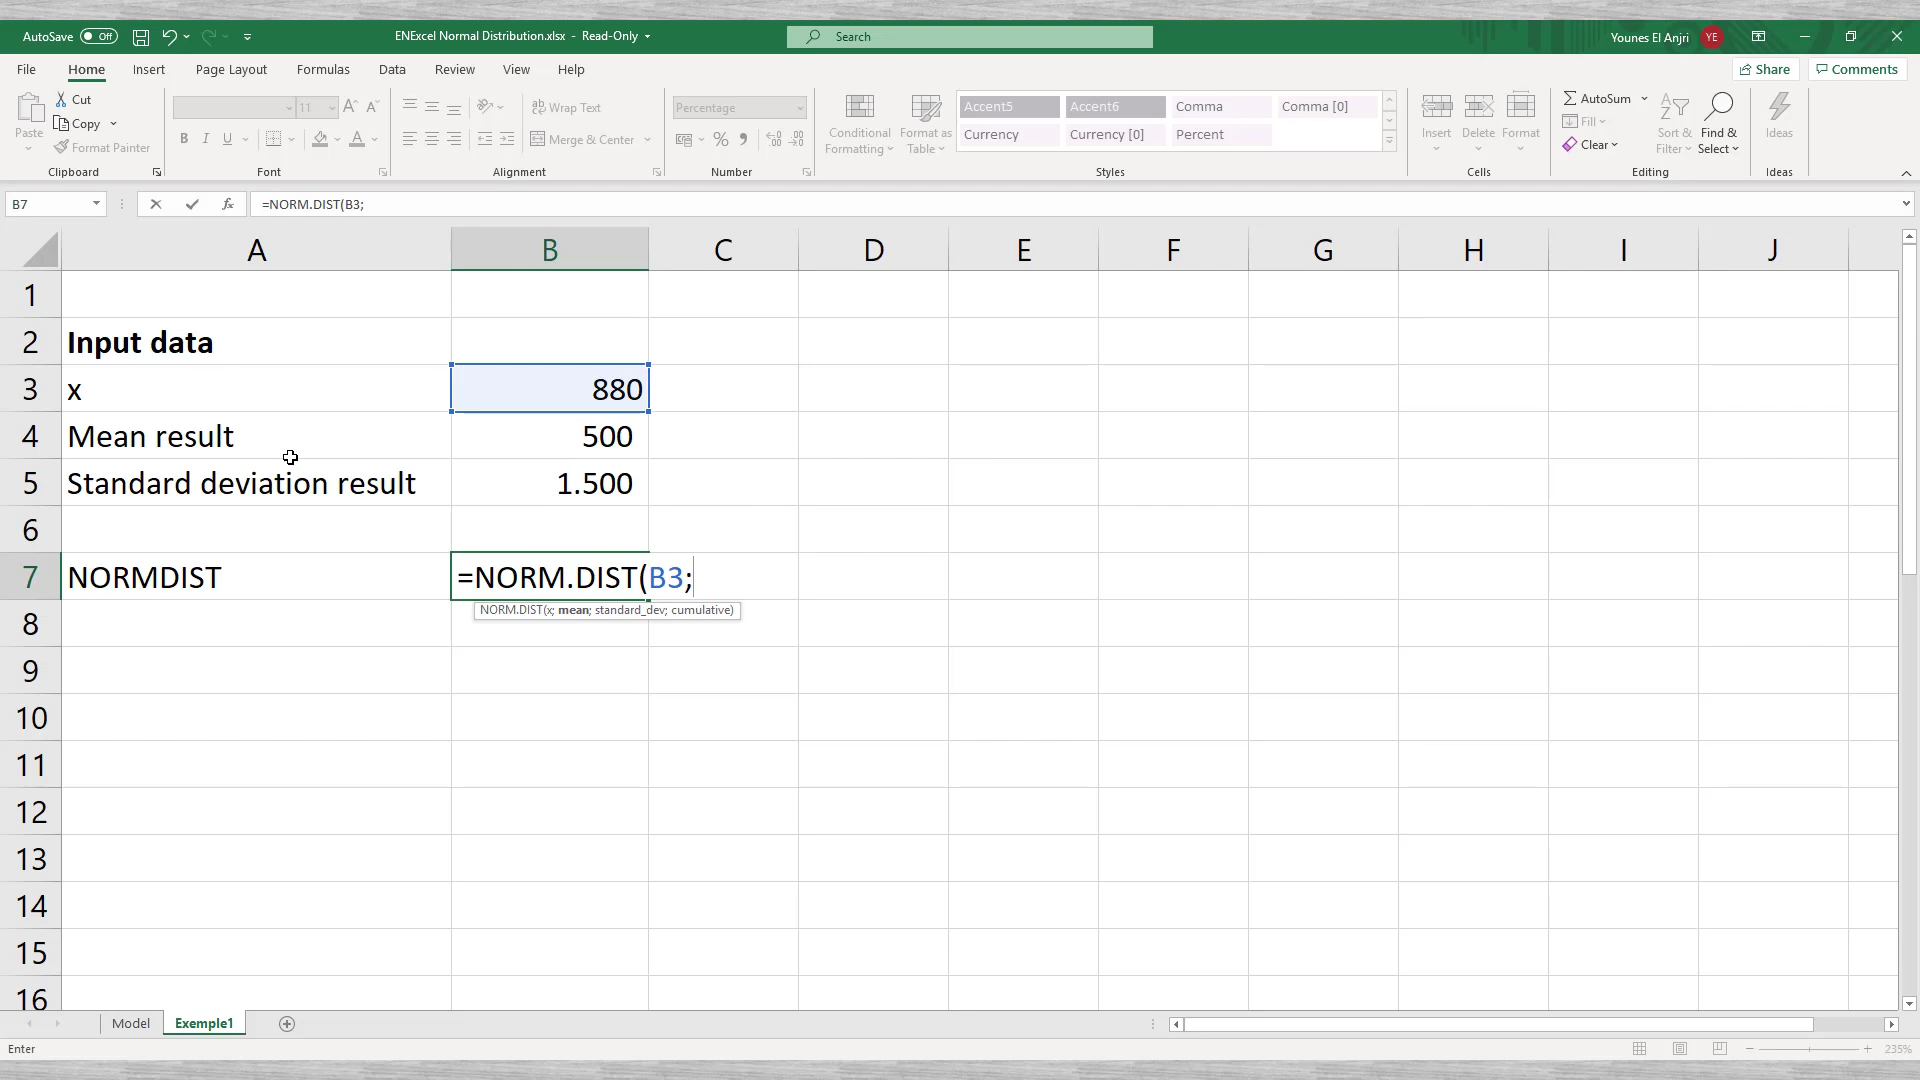 AutoSave Off ENExcel Normal Distribution.xlsx - Read-Only Search Younes El Anjri YE
File Home Insert Page Layout Formulas Data Review View Help Share Comments
Paste Cut Copy Format Painter Clipboard
11 B I U A Font
Wrap Text Merge & Center Alignment
Percentage % Number
Conditional Formatting Format as Table
Accent5 Accent6 Comma Comma [0]
Currency Currency [0] Percent
Styles
Insert Delete Format Cells
AutoSum Fill Clear Sort & Filter Find & Select Editing
Ideas Ideas
B7 fx =NORM.DIST(B3;
A B C D E F G H I J
1
2 Input data
3 x 880
4 Mean result 500
5 Standard deviation result 1.500
6
7 NORMDIST =NORM.DIST(B3;
NORM.DIST(x; mean; standard_dev; cumulative)
8
9
10
11
12
13
14
15
16
Model Exemple1
Enter 235%